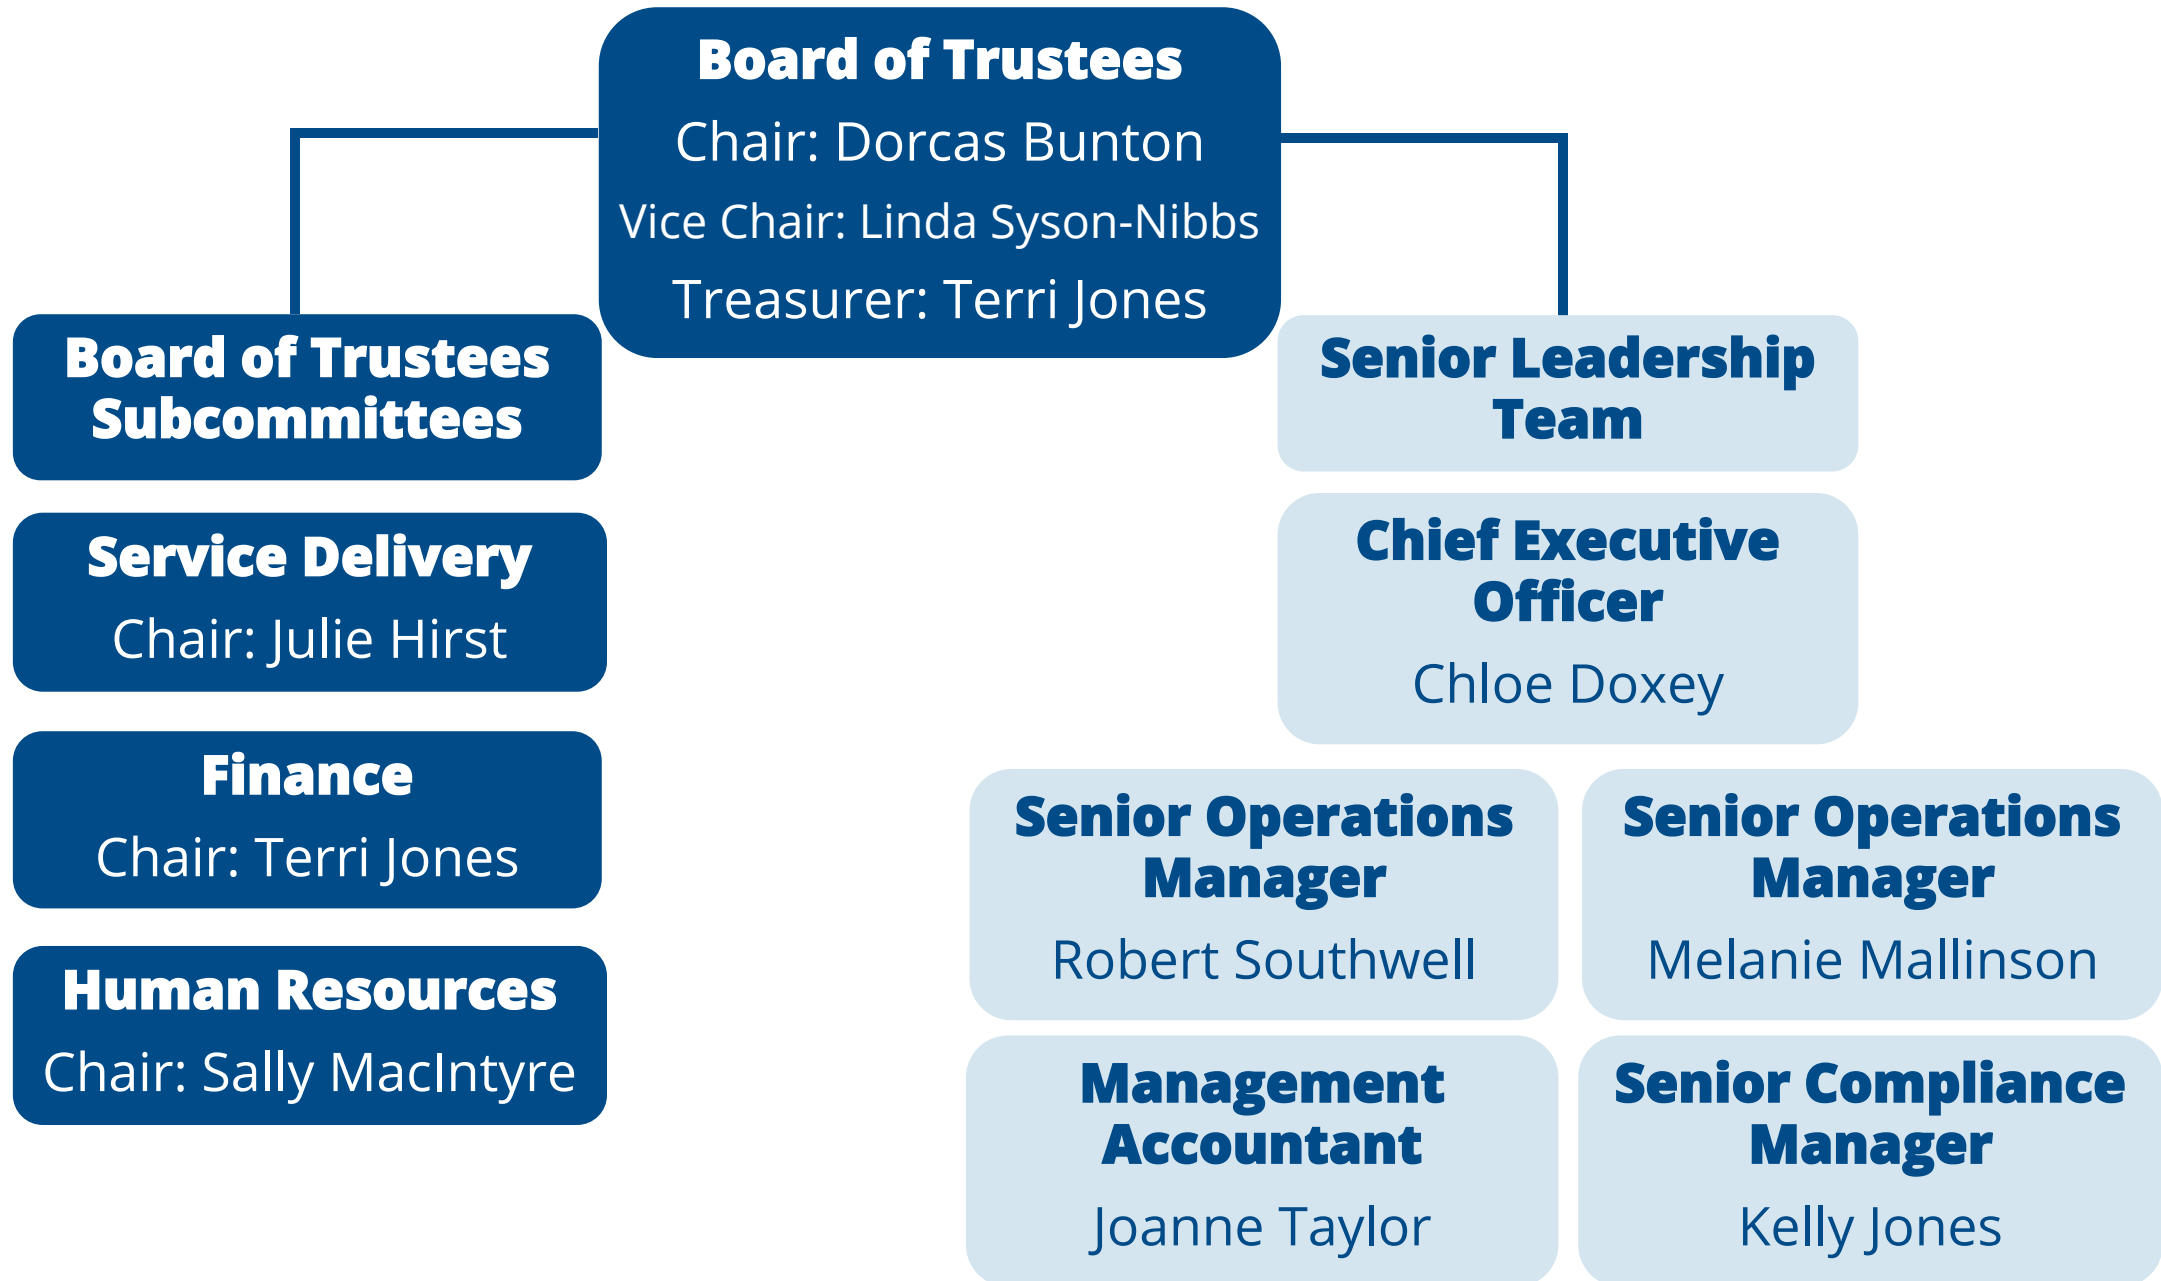 Board of Trustees
Chair: Dorcas Bunton
Vice Chair: Linda Syson-Nibbs
Treasurer: Terri Jones
Board of Trustees
Subcommittees
Service Delivery
Chair: Julie Hirst
Finance
Chair: Terri Jones
Human Resources
Chair: Sally MacIntyre
Senior Leadership
Team
Chief Executive
Officer
Chloe Doxey
Senior Operations
Manager
Robert Southwell
Senior Operations
Manager
Melanie Mallinson
Management
Accountant
Joanne Taylor
Senior Compliance
Manager
Kelly Jones